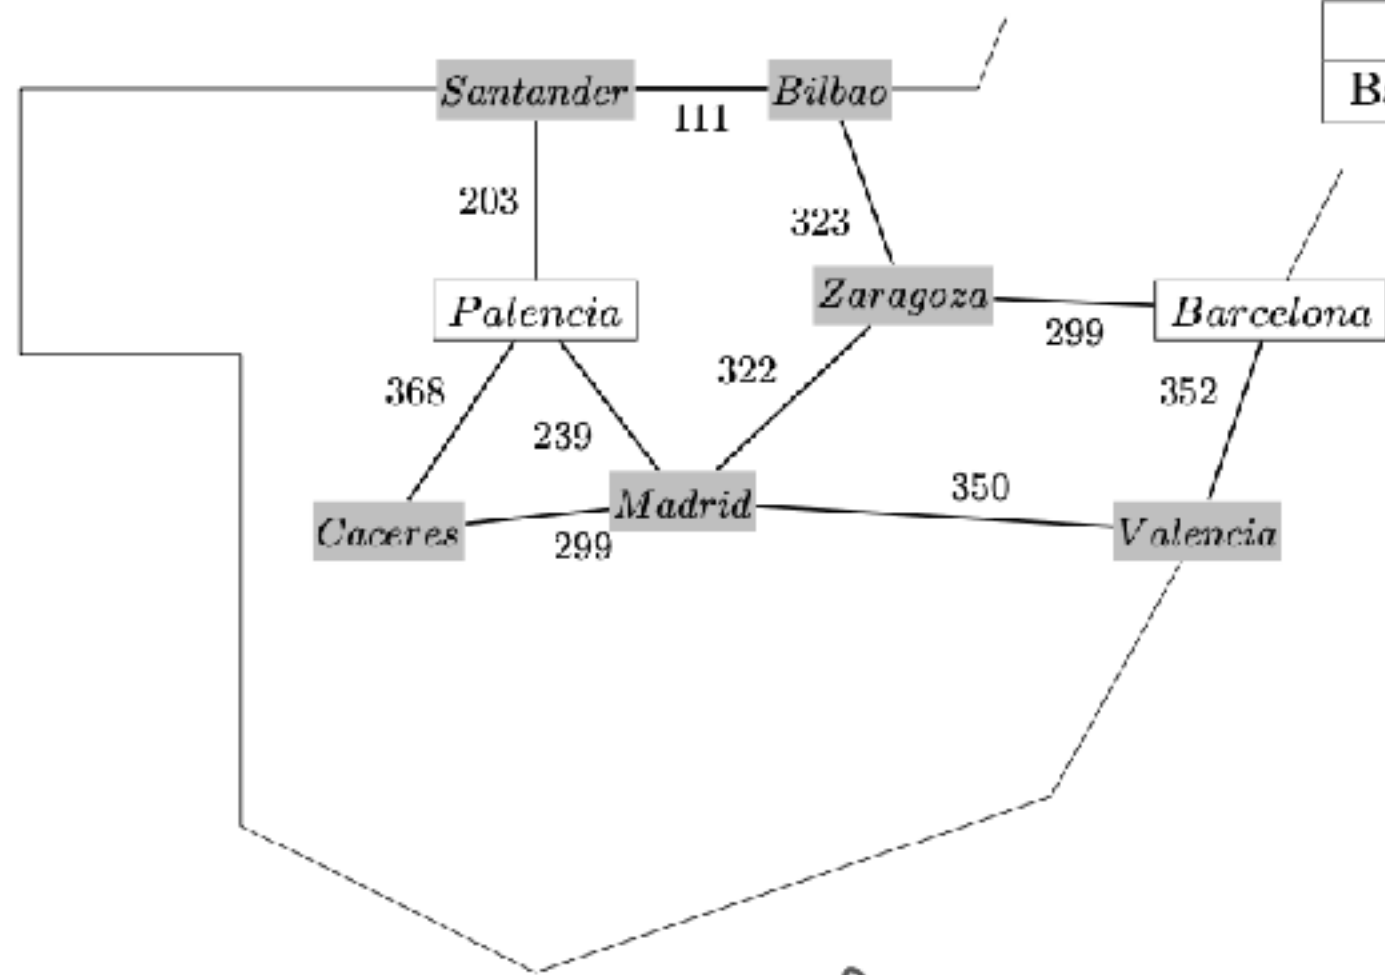 Santander
Bilbao
111
B
203
323
Palencia
Zaragoza
299
Barcelona
368
239
322
352
350
Caceres
299
Madrid
Valencia